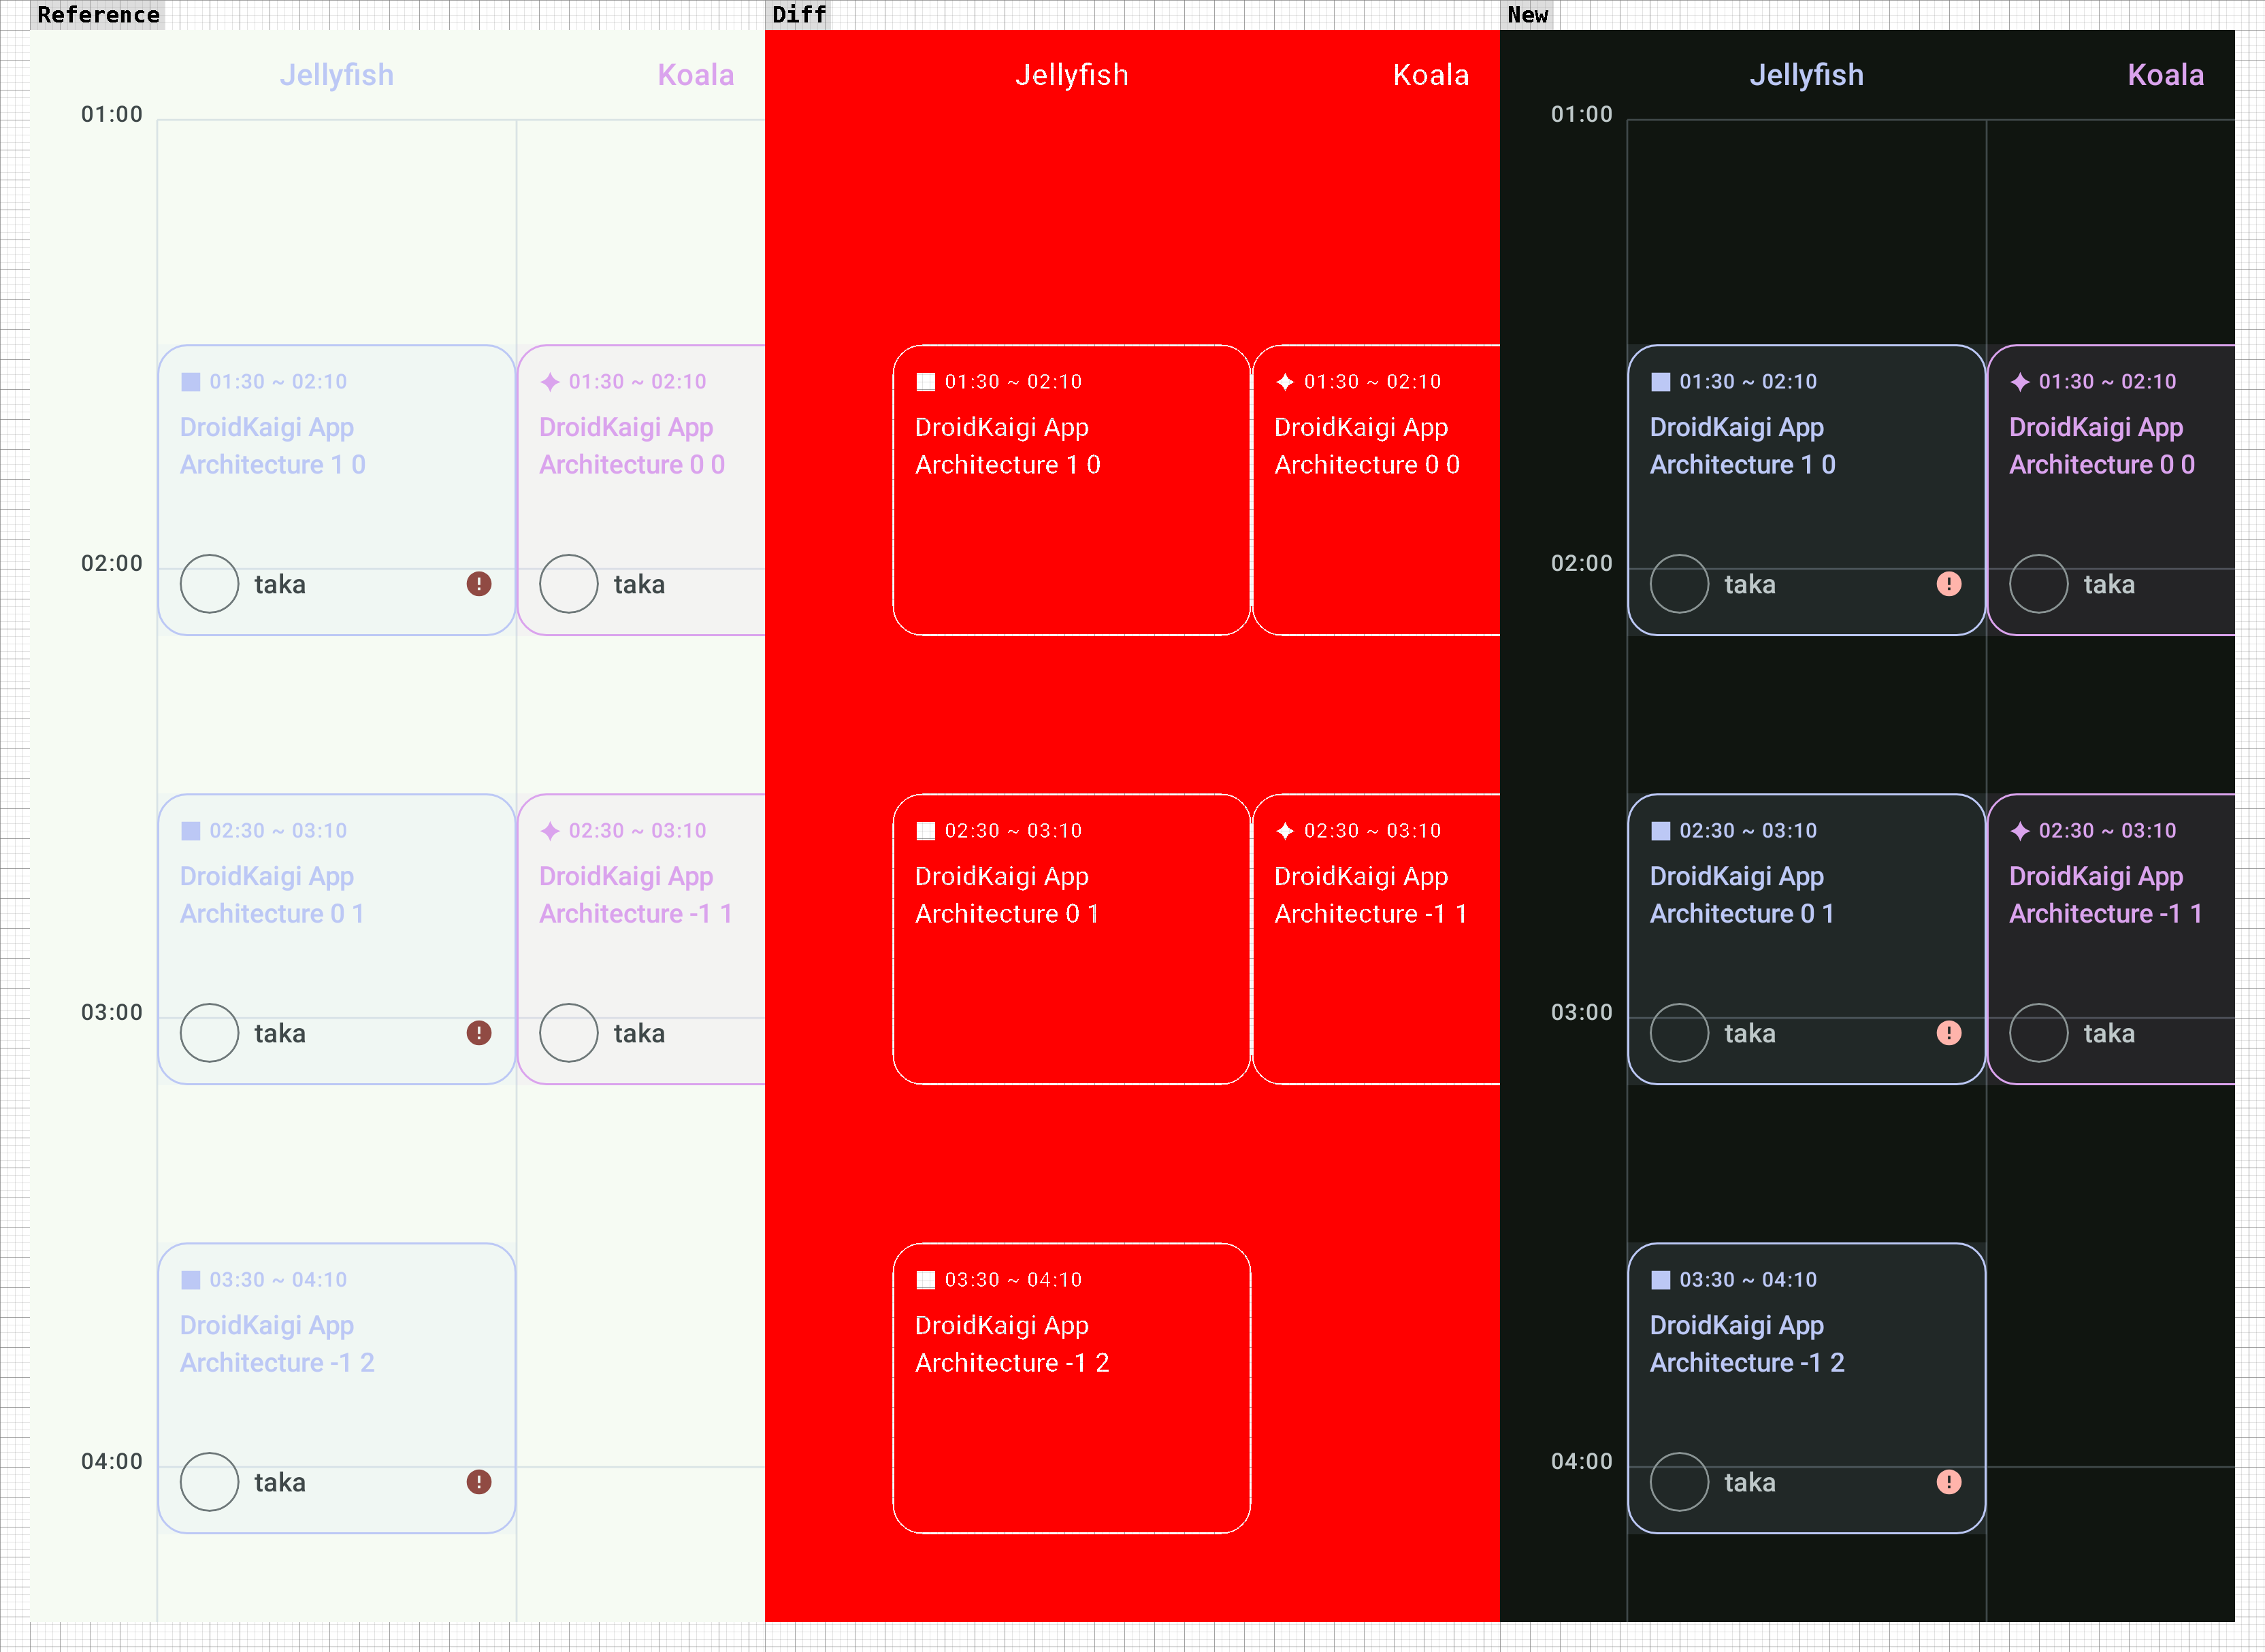 Reference
Jellyfish
Koala
01:00
01:30 ~ 02:10
DroidKaigi App
Architecture 1 0
01:30 ~ 02:10
DroidKaigi App
Architecture 0 0
02:00
taka
!
taka
02:30 ~ 03:10
DroidKaigi App
Architecture 0 1
02:30 ~ 03:10
DroidKaigi App
Architecture -1 1
03:00
taka
!
taka
03:30 ~ 04:10
DroidKaigi App
Architecture -1 2
04:00
taka
!
Diff
Jellyfish
Koala
01:30 ~ 02:10
DroidKaigi App
Architecture 1 0
01:30 ~ 02:10
DroidKaigi App
Architecture 0 0
02:30 ~ 03:10
DroidKaigi App
Architecture 0 1
02:30 ~ 03:10
DroidKaigi App
Architecture -1 1
03:30 ~ 04:10
DroidKaigi App
Architecture -1 2
New
Jellyfish
Koala
01:00
01:30 ~ 02:10
DroidKaigi App
Architecture 1 0
01:30 ~ 02:10
DroidKaigi App
Architecture 0 0
02:00
taka
!
taka
02:30 ~ 03:10
DroidKaigi App
Architecture 0 1
02:30 ~ 03:10
DroidKaigi App
Architecture -1 1
03:00
taka
!
taka
03:30 ~ 04:10
DroidKaigi App
Architecture -1 2
04:00
taka
!